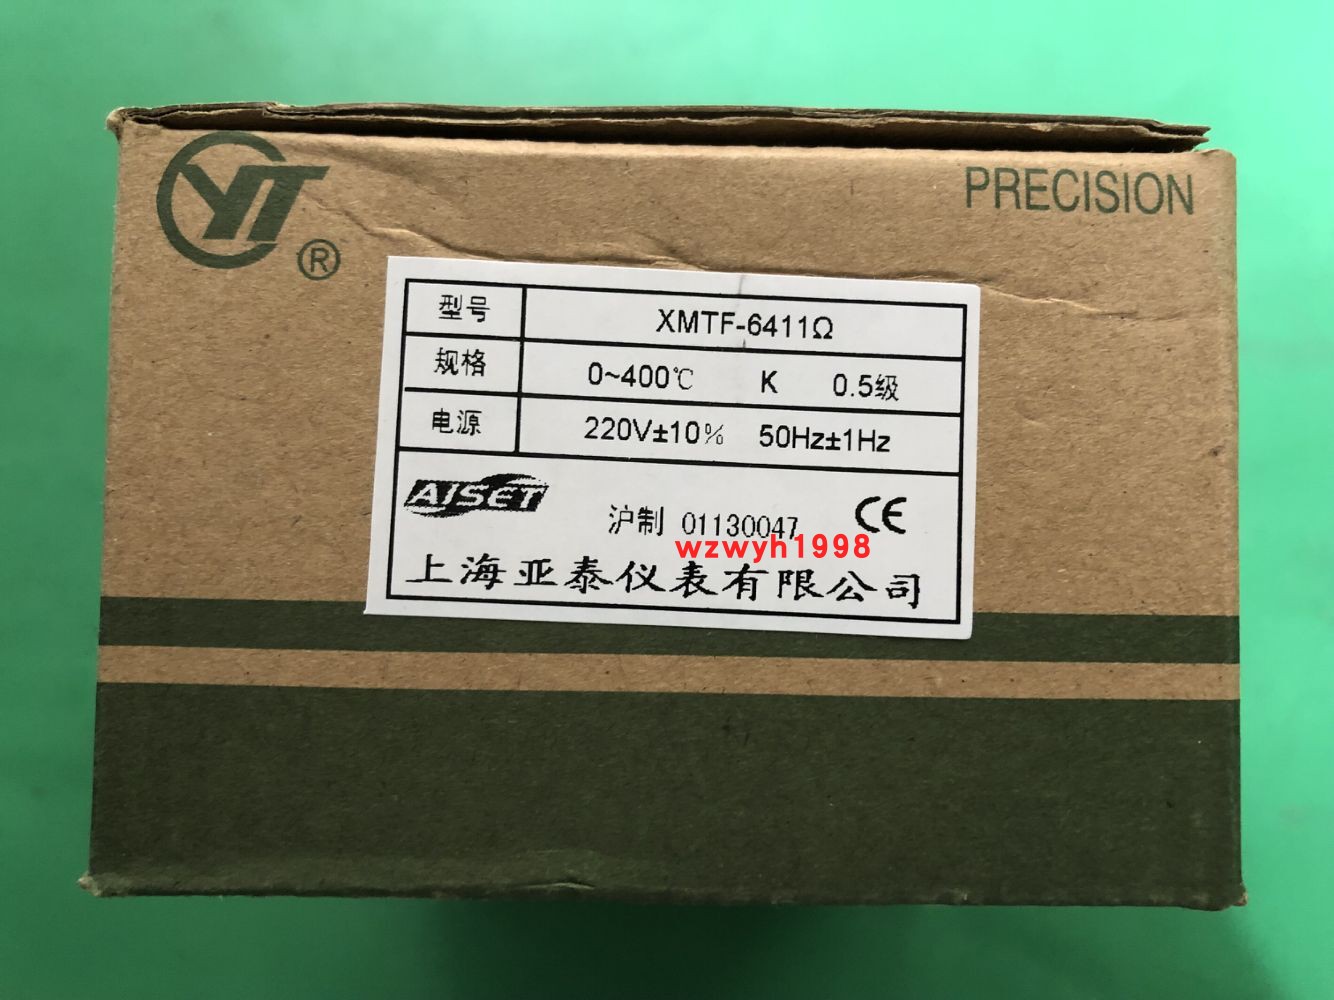 YT ®
PRECISION
型号 XMTF-6411Ω
规格 0~400℃ K 0.5级
电源 220V±10% 50Hz±1Hz
AISET 沪制 01130047 CE
wzwyh1998
上海亚泰仪表有限公司